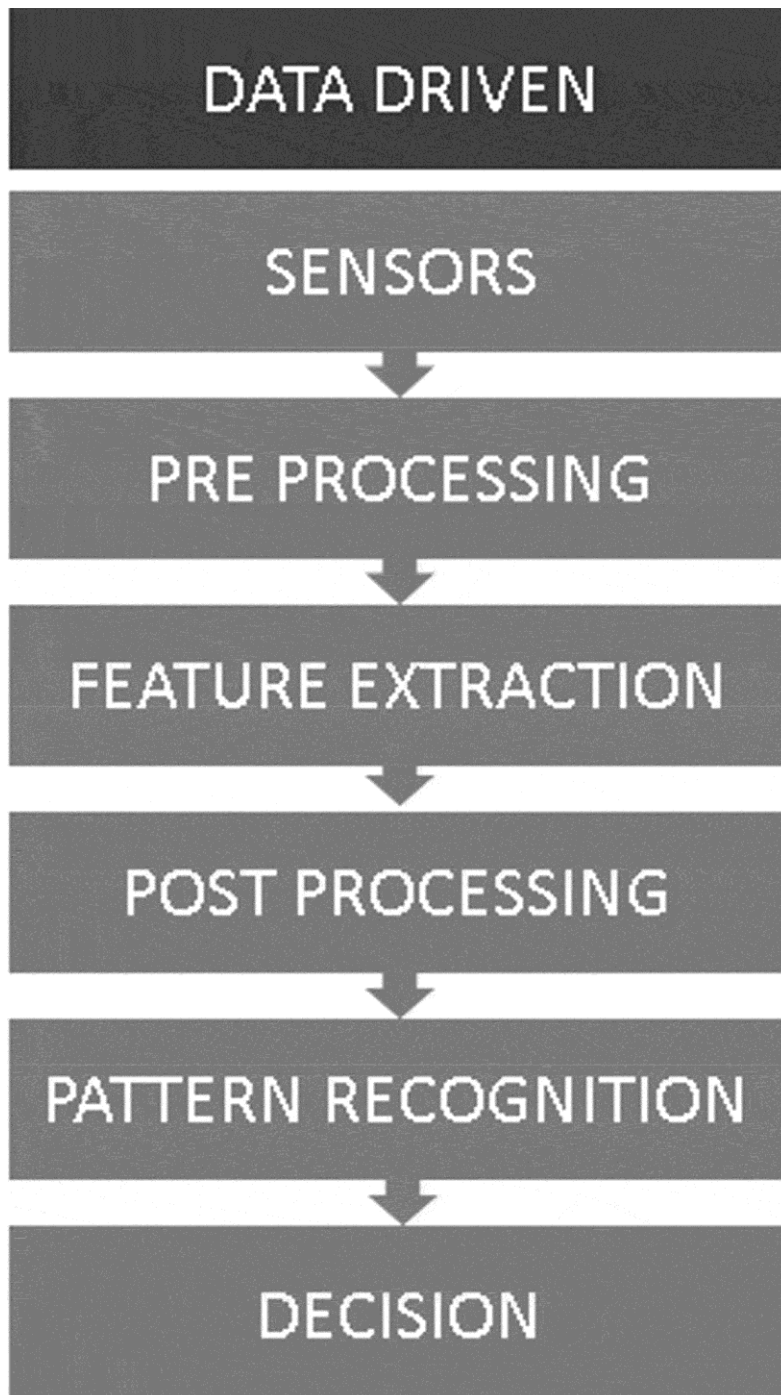 DATA DRIVEN
SENSORS
PRE PROCESSING
FEATURE EXTRACTION
POST PROCESSING
PATTERN RECOGNITION
DECISION